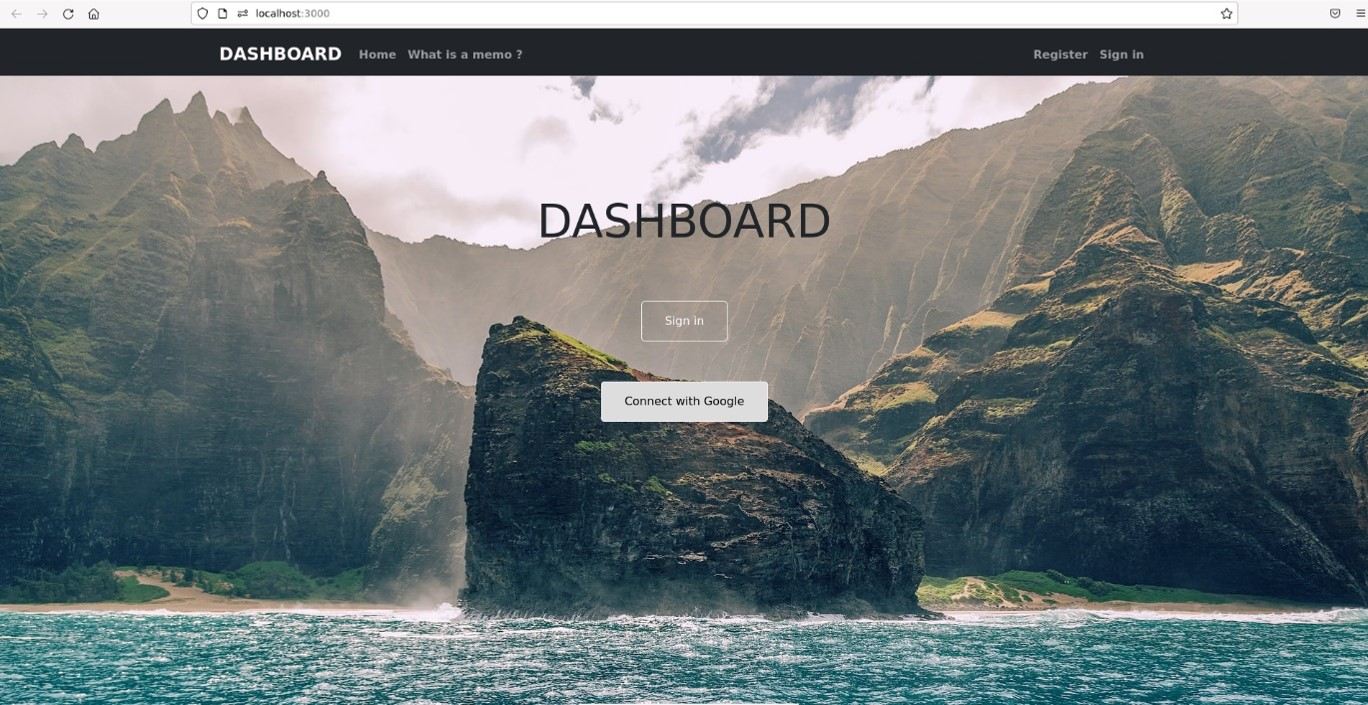 localhost:3000
DASHBOARD Home What is a memo ? Register Sign in
DASHBOARD
Sign in
Connect with Google